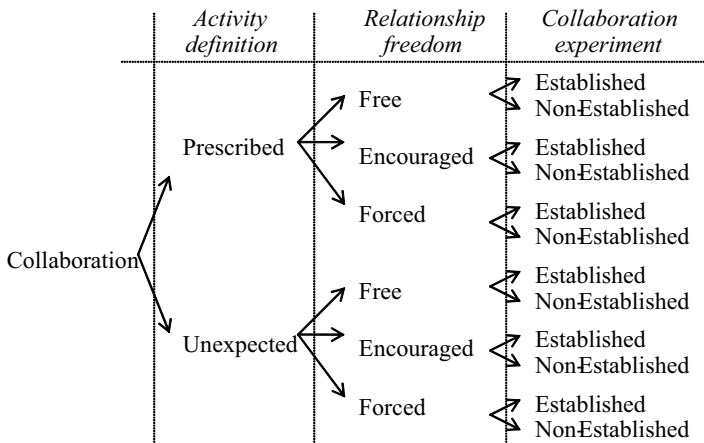 Activity definition
Relationship freedom
Collaboration experiment
Collaboration
Prescribed
Free
Established
Non-Established
Encouraged
Established
Non-Established
Forced
Established
Non-Established
Unexpected
Free
Established
Non-Established
Encouraged
Established
Non-Established
Forced
Established
Non-Established